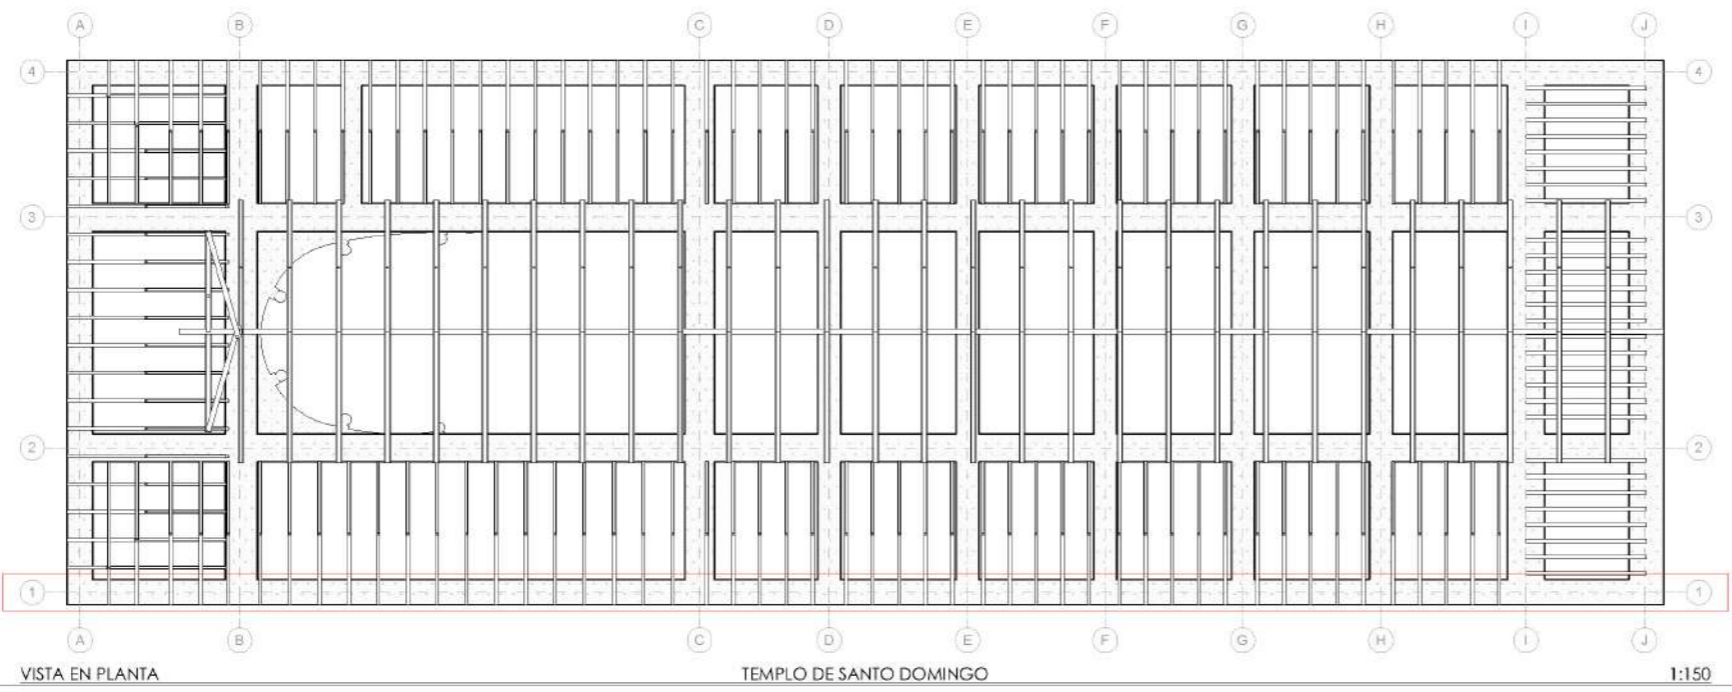 A B C D E F G H I J
4 4
3 3
2 2
1 1
A B C D E F G H I J
VISTA EN PLANTA TEMPLO DE SANTO DOMINGO 1:150